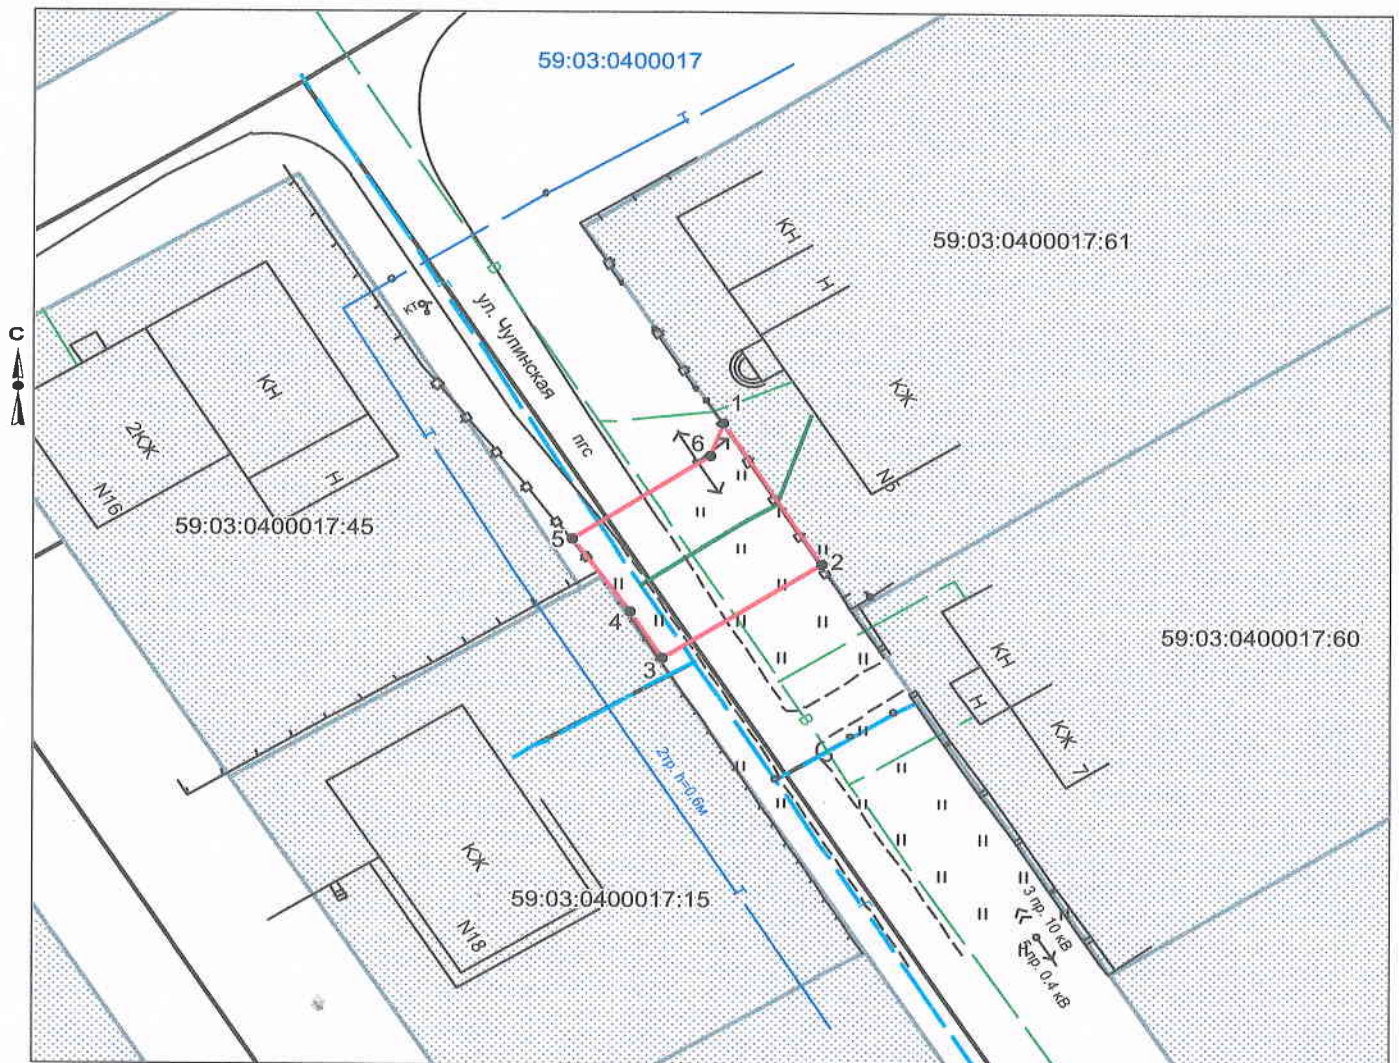 59:03:0400017
С
КН
59:03:0400017:61
Н
КТ
ул. Чупинская
КН
КЖ
2КЖ
1
пгс
6
Н
N5
N16
59:03:0400017:45
5
2
4
59:03:0400017:60
КН
3
Н
КЖ 7
2тр. h=0.6м
КЖ
3 пр. 10 кВ
59:03:0400017:15
N18
5пр. 0.4 кВ